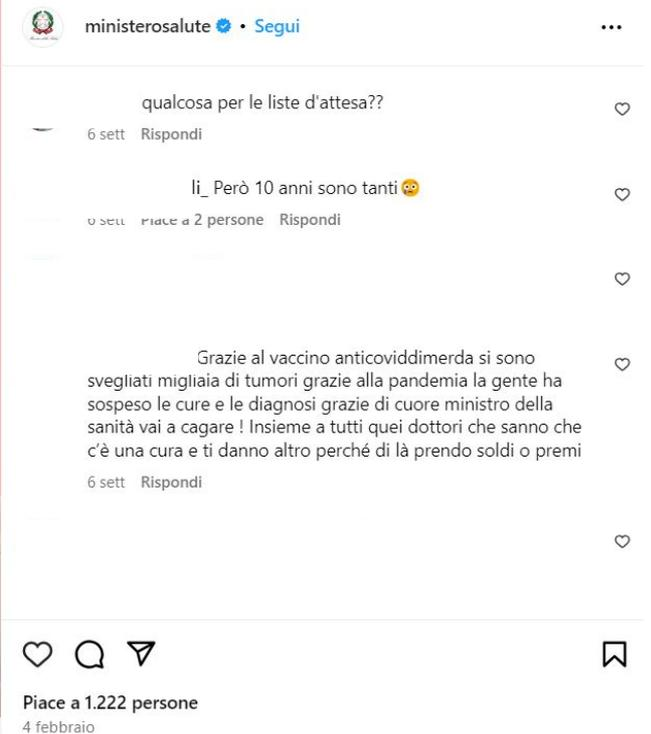 ministerosalute • Segui
qualcosa per le liste d'attesa??
6 sett Rispondi
li_ Però 10 anni sono tanti😳
6 sett Piace a 2 persone Rispondi
Grazie al vaccino anticoviddimerda si sono
svegliati migliaia di tumori grazie alla pandemia la gente ha
sospeso le cure e le diagnosi grazie di cuore ministro della
sanità vai a cagare ! Insieme a tutti quei dottori che sanno che
c'è una cura e ti danno altro perché di là prendo soldi o premi
6 sett Rispondi
Piace a 1.222 persone
4 febbraio